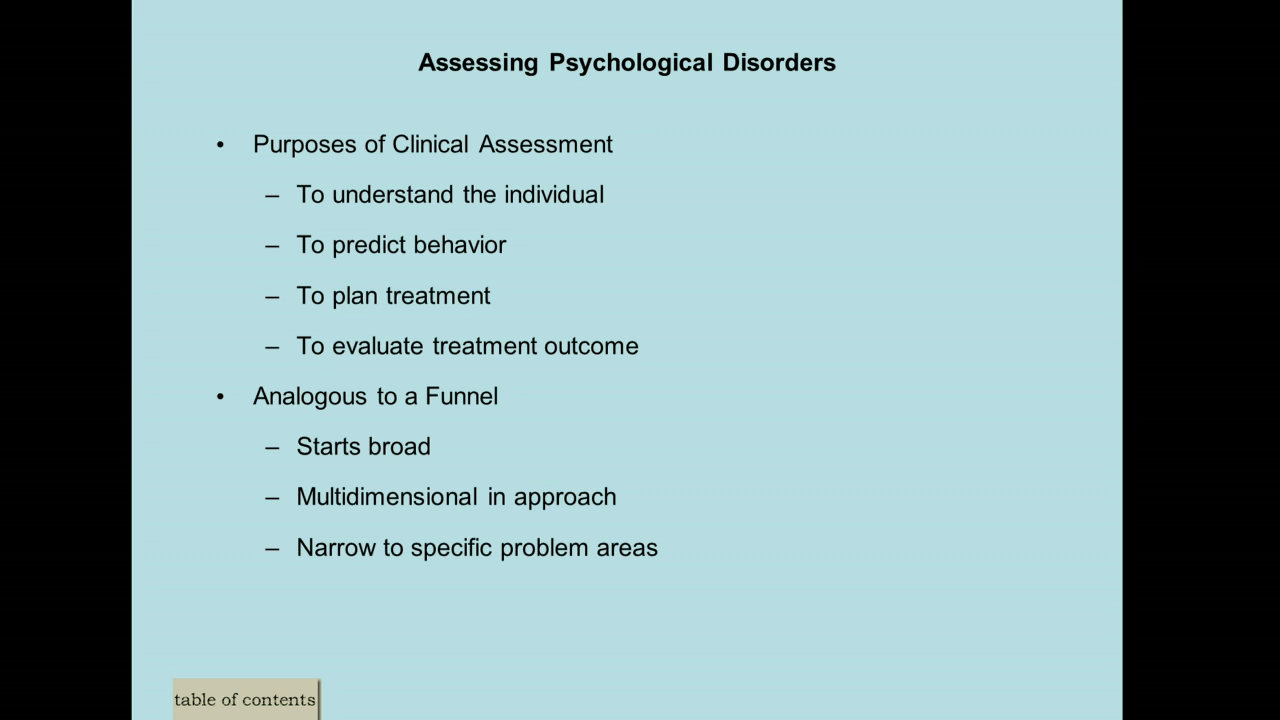 Assessing Psychological Disorders
• Purposes of Clinical Assessment
– To understand the individual
– To predict behavior
– To plan treatment
– To evaluate treatment outcome
• Analogous to a Funnel
– Starts broad
– Multidimensional in approach
– Narrow to specific problem areas
table of contents